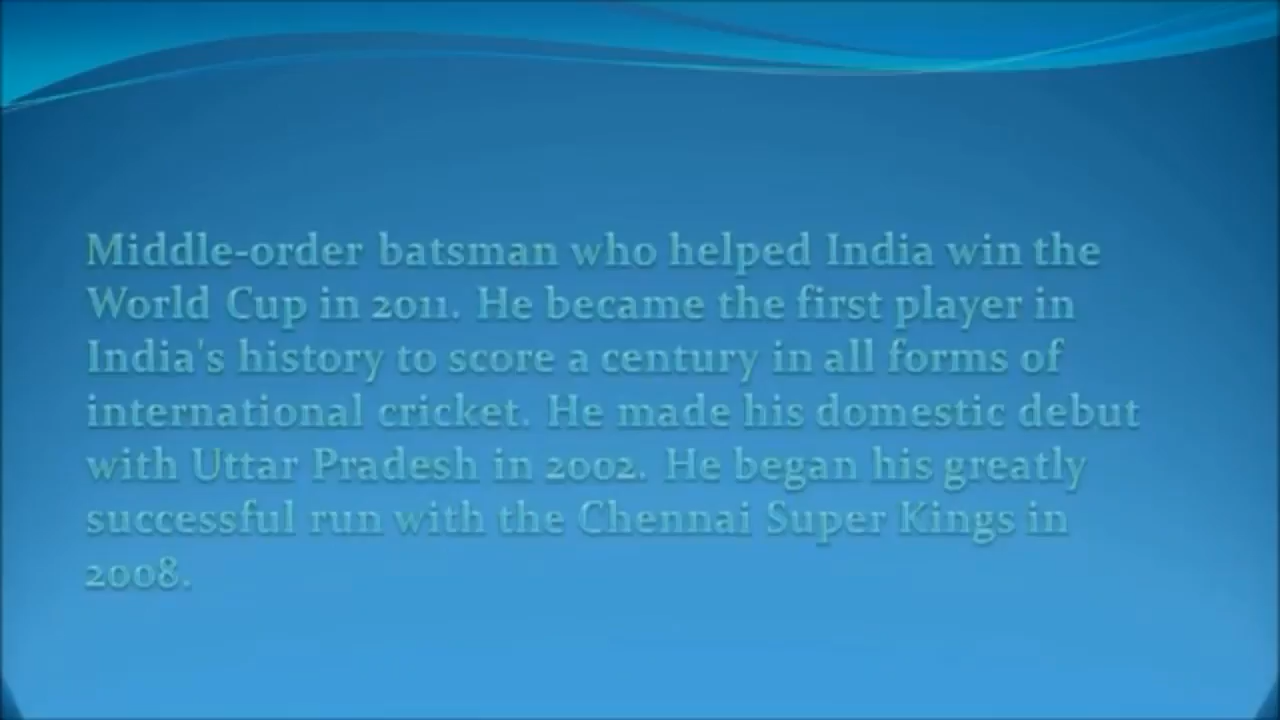 Middle-order batsman who helped India win the
World Cup in 2011. He became the first player in
India's history to score a century in all forms of
international cricket. He made his domestic debut
with Uttar Pradesh in 2002. He began his greatly
successful run with the Chennai Super Kings in
2008.